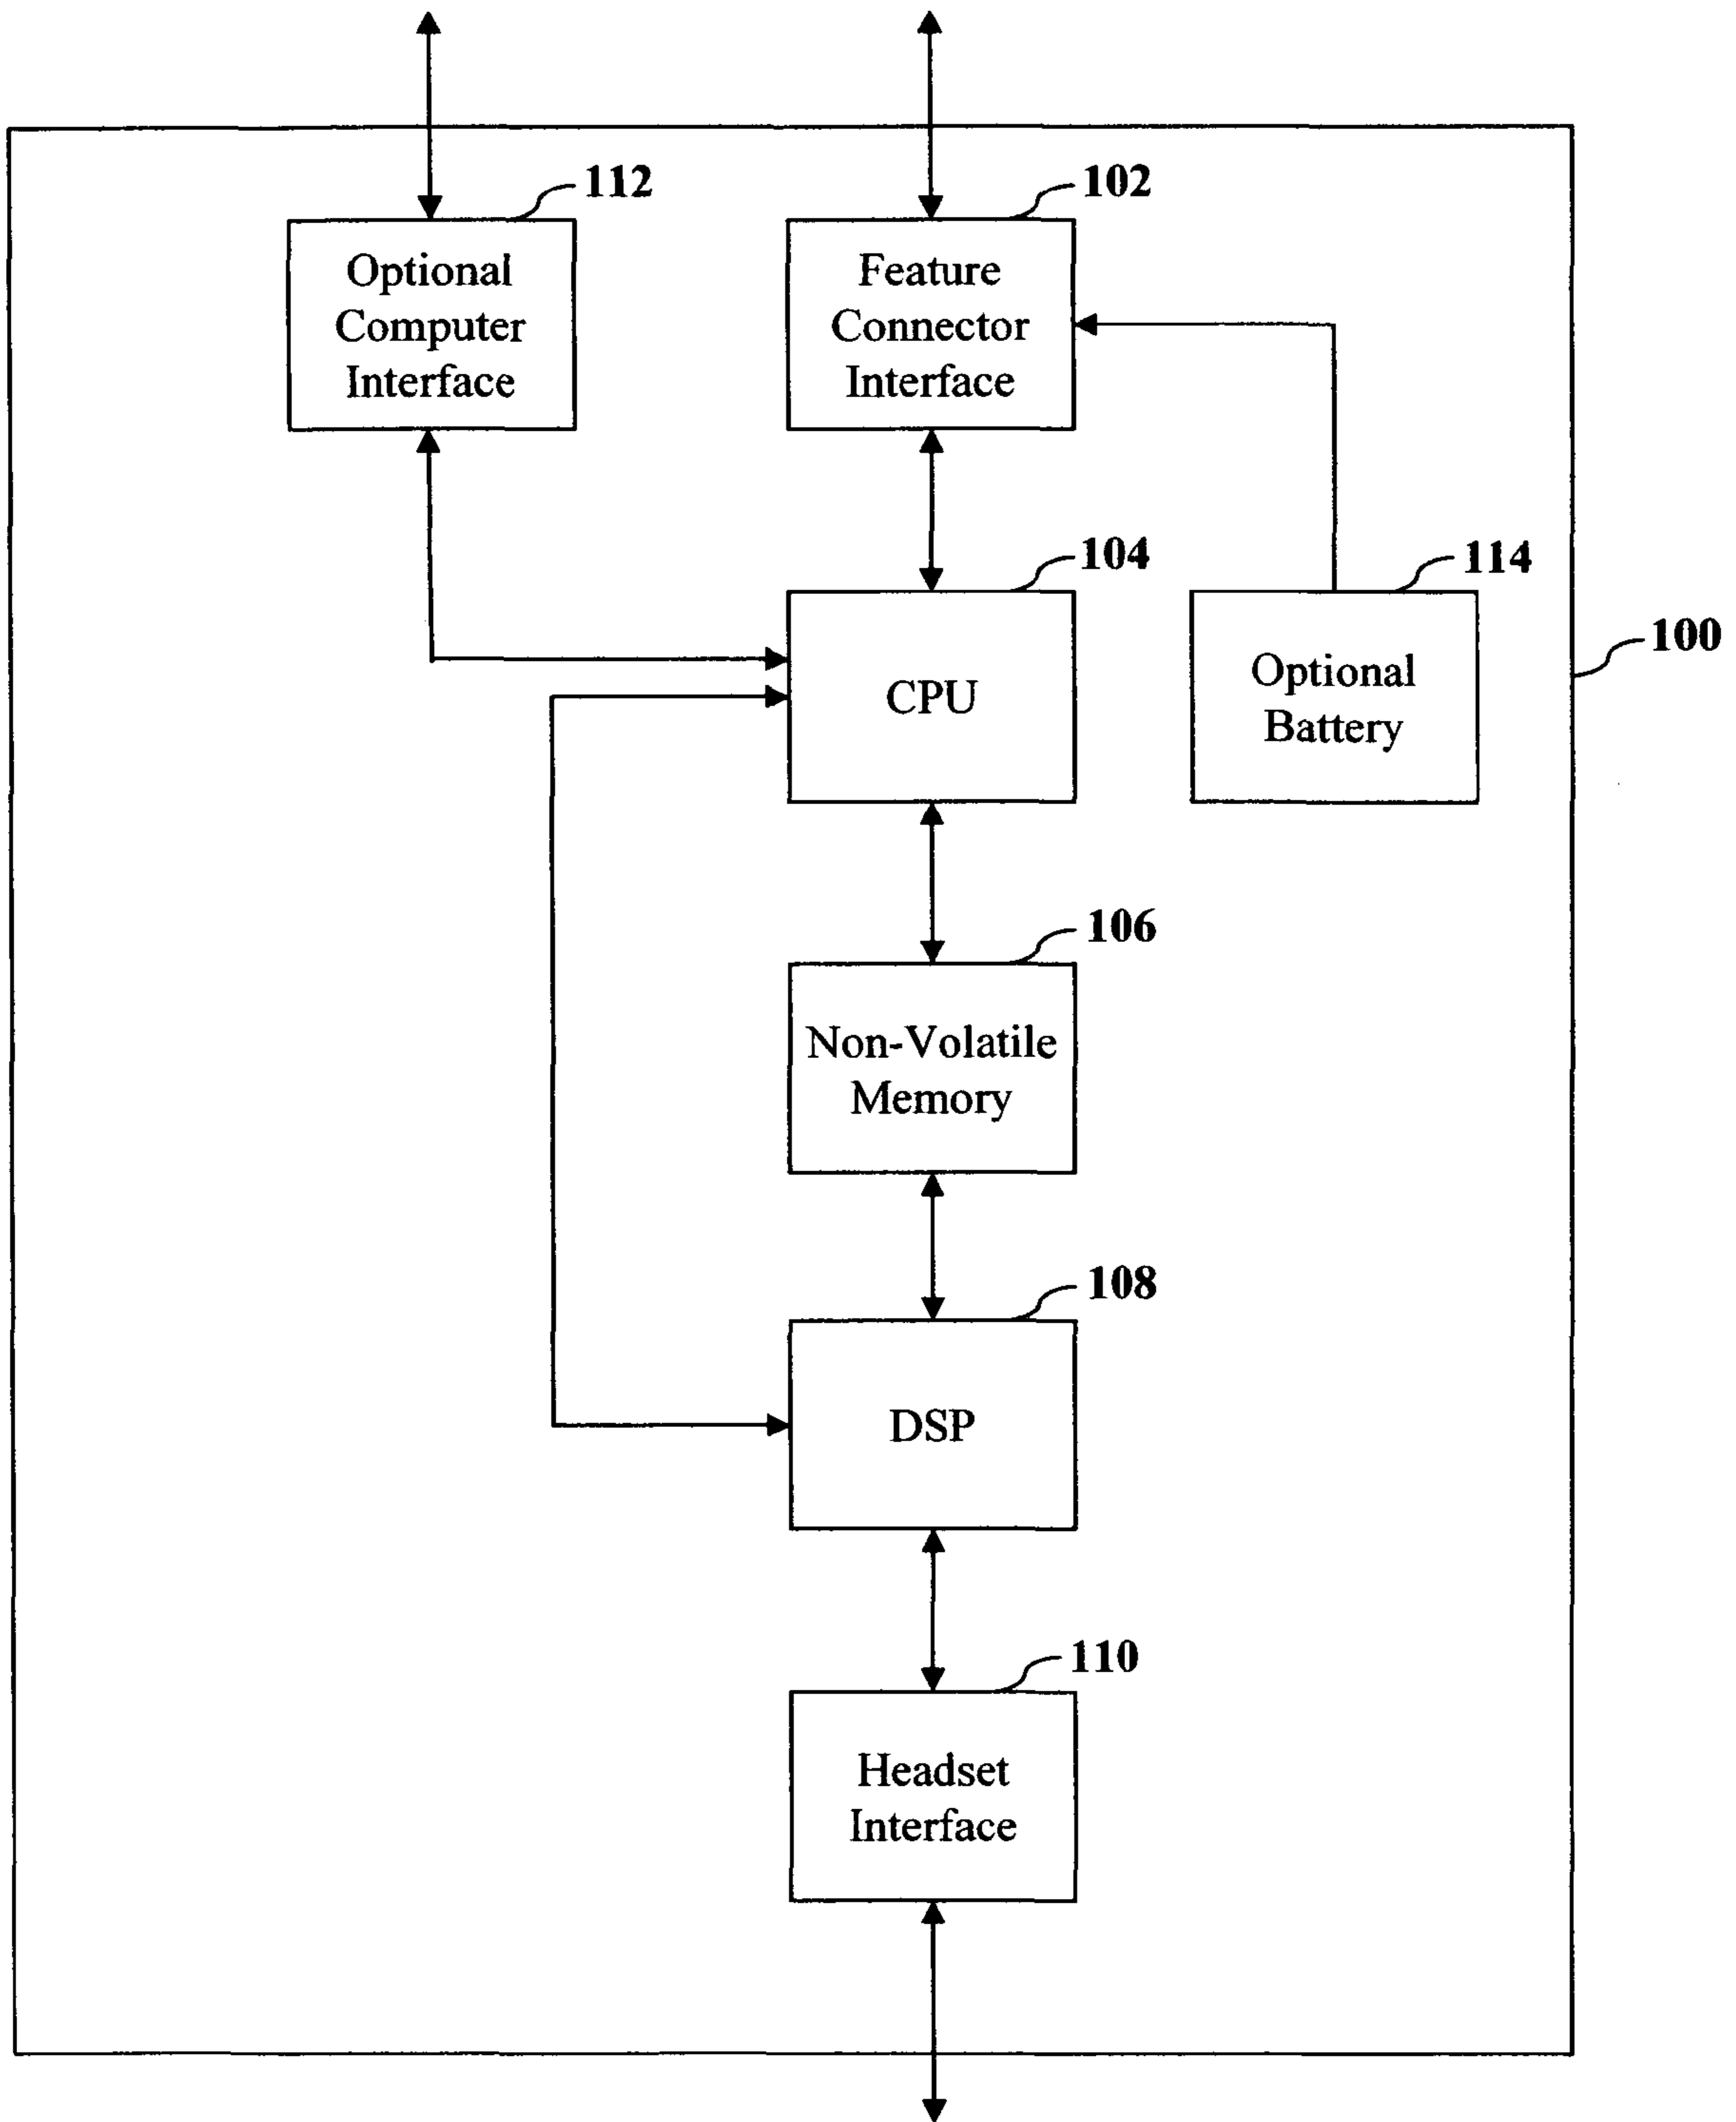 112
102
Optional
Computer
Interface
Feature
Connector
Interface
104
114
100
CPU
Optional
Battery
106
Non-Volatile
Memory
108
DSP
110
Headset
Interface